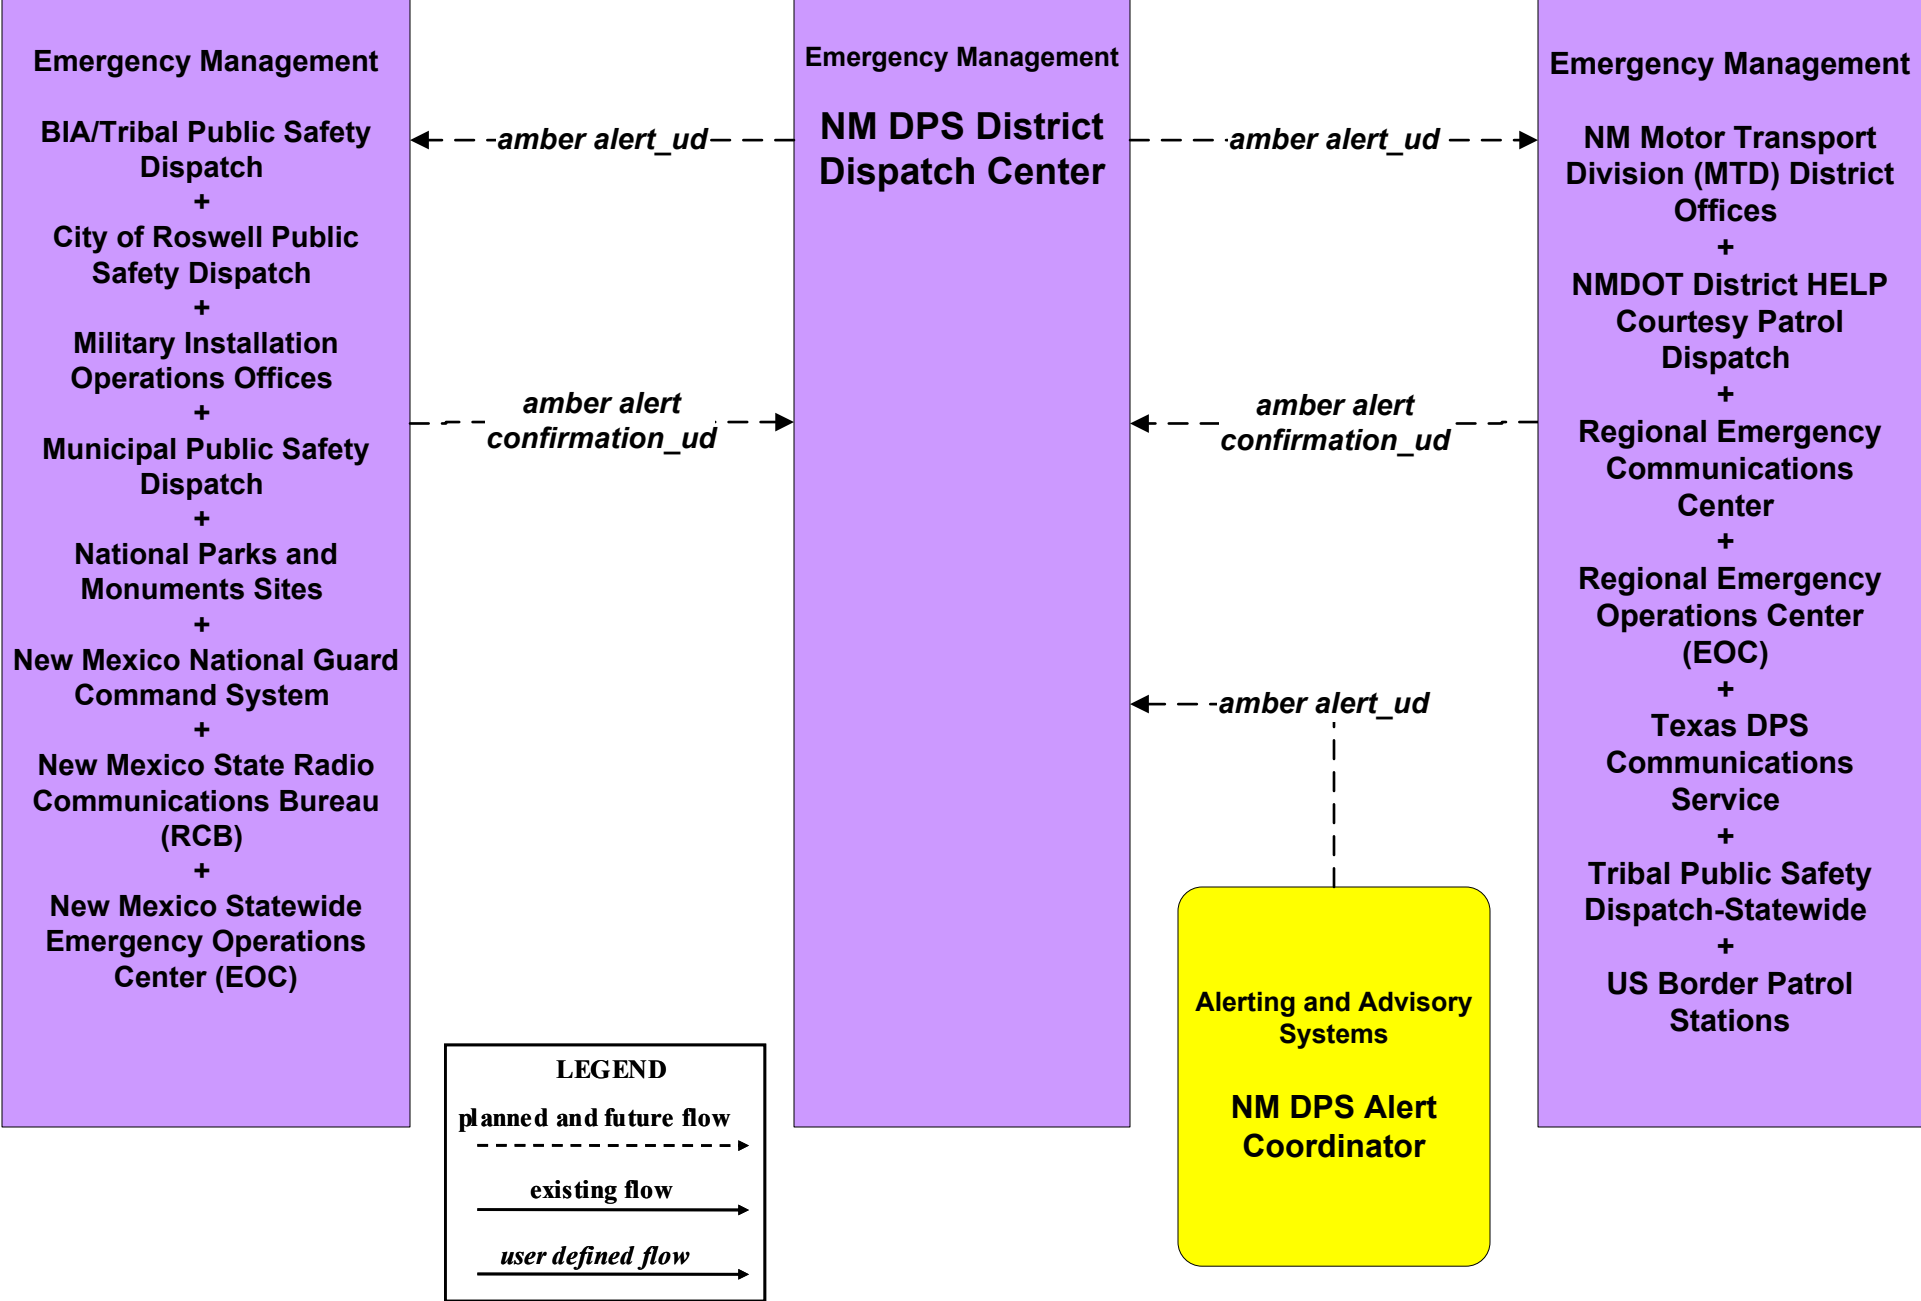 Emergency Management
BIA/Tribal Public Safety
Dispatch
+
City of Roswell Public
Safety Dispatch
+
Military Installation
Operations Offices
+
Municipal Public Safety
Dispatch
+
National Parks and
Monuments Sites
+
New Mexico National Guard
Command System
+
New Mexico State Radio
Communications Bureau
(RCB)
+
New Mexico Statewide
Emergency Operations
Center (EOC)
amber alert_ud
amber alert
confirmation_ud
Emergency Management
NM DPS District
Dispatch Center
amber alert_ud
amber alert
confirmation_ud
amber alert_ud
Emergency Management
NM Motor Transport
Division (MTD) District
Offices
+
NMDOT District HELP
Courtesy Patrol
Dispatch
+
Regional Emergency
Communications
Center
+
Regional Emergency
Operations Center
(EOC)
+
Texas DPS
Communications
Service
+
Tribal Public Safety
Dispatch-Statewide
+
US Border Patrol
Stations
Alerting and Advisory
Systems
NM DPS Alert
Coordinator
LEGEND
planned and future flow
existing flow
user defined flow